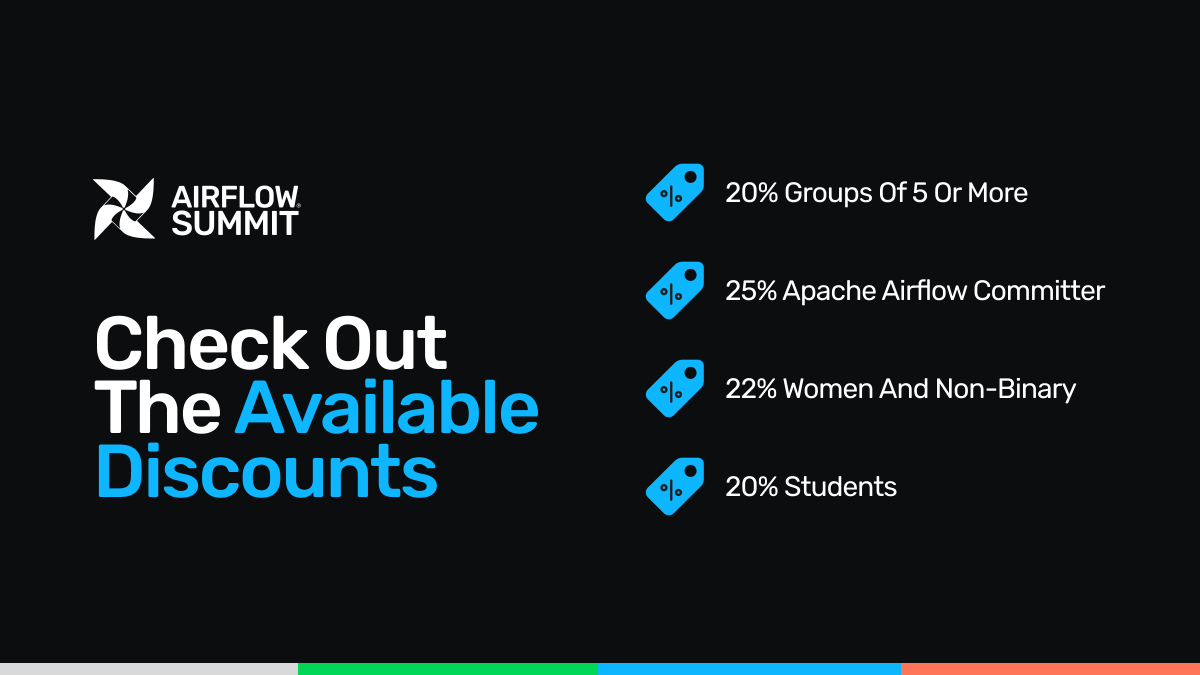 AIRFLOW
SUMMIT
Check Out
The Available
Discounts
20% Groups Of 5 Or More
25% Apache Airflow Committer
22% Women And Non-Binary
20% Students